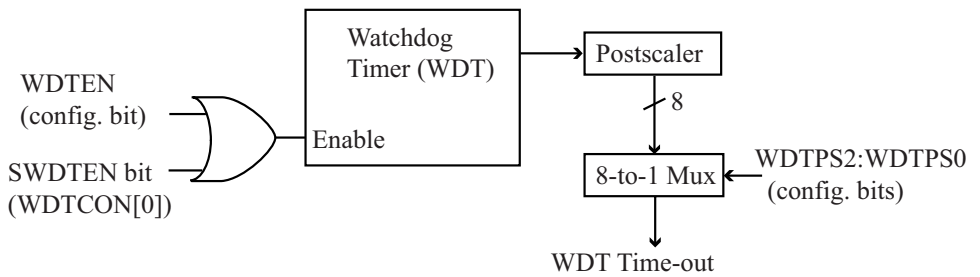 Watchdog
Timer (WDT)
Postscaler
WDTEN
(config. bit)
8
Enable
SWDTEN bit
(WDTCON[0])
8-to-1 Mux
WDTPS2:WDTPS0
(config. bits)
WDT Time-out